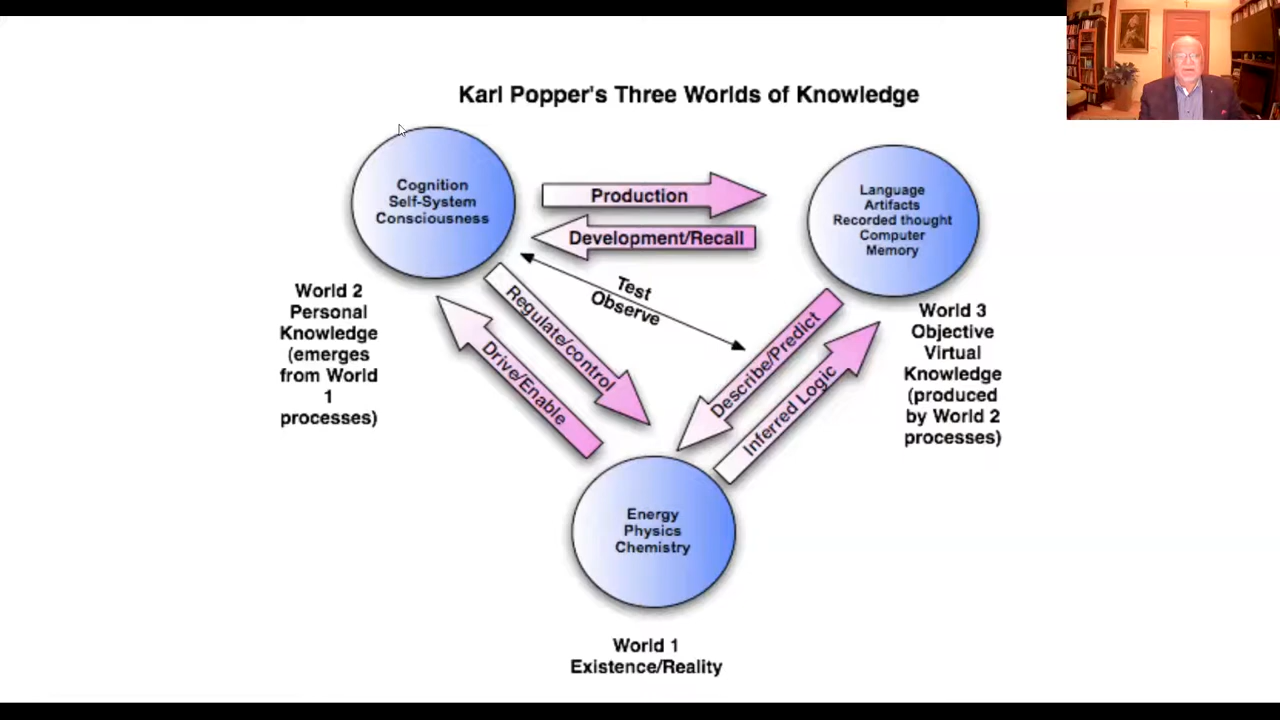 Karl Popper's Three Worlds of Knowledge
Cognition
Self-System
Consciousness
Production
Development/Recall
Language
Artifacts
Recorded thought
Computer
Memory
Test
Observe
World 2
Personal
Knowledge
(emerges
from World
1
processes)
Regulate/control
Drive/Enable
Describe/Predict
Inferred Logic
World 3
Objective
Virtual
Knowledge
(produced
by World 2
processes)
Energy
Physics
Chemistry
World 1
Existence/Reality